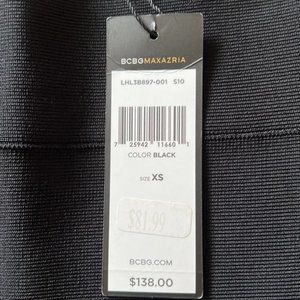 BCBGMAXAZRIA
LHL3B897-001 S10
7 25942 11660 1
COLOR BLACK
SIZE XS
$81.99
BCBG.COM
$138.00